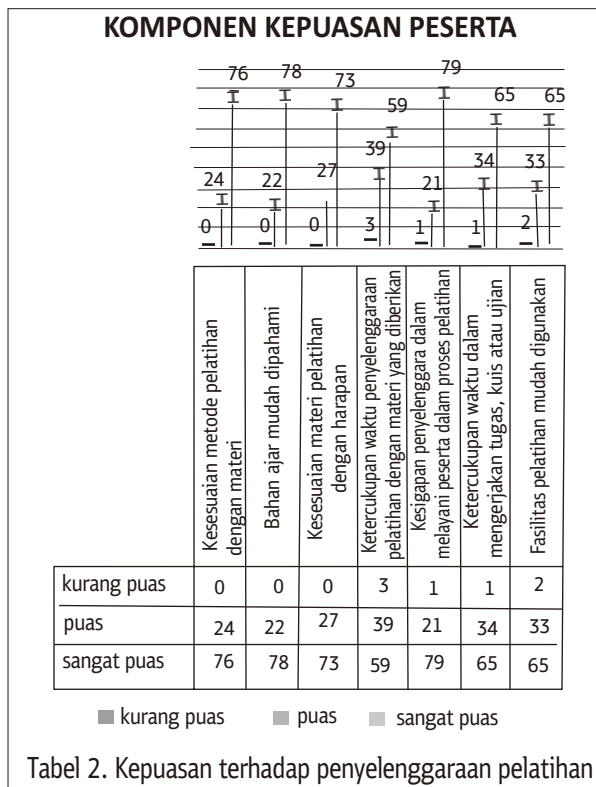 KOMPONEN KEPUASAN PESERTA
76 78 73 59 79 65 65
24 22 27 39 21 34 33
0 0 0 3 1 1 2
Kesesuaian metode pelatihan
dengan materi
Bahan ajar mudah dipahami
Kesesuaian materi pelatihan
dengan harapan
Ketercukupan waktu penyelenggaraan
pelatihan dengan materi yang diberikan
Kesigapan penyelenggara dalam
melayani peserta dalam proses pelatihan
Ketercukupan waktu dalam
mengerjakan tugas, kuis atau ujian
Fasilitas pelatihan mudah digunakan
kurang puas 0 0 0 3 1 1 2
puas 24 22 27 39 21 34 33
sangat puas 76 78 73 59 79 65 65
kurang puas puas sangat puas
Tabel 2. Kepuasan terhadap penyelenggaraan pelatihan